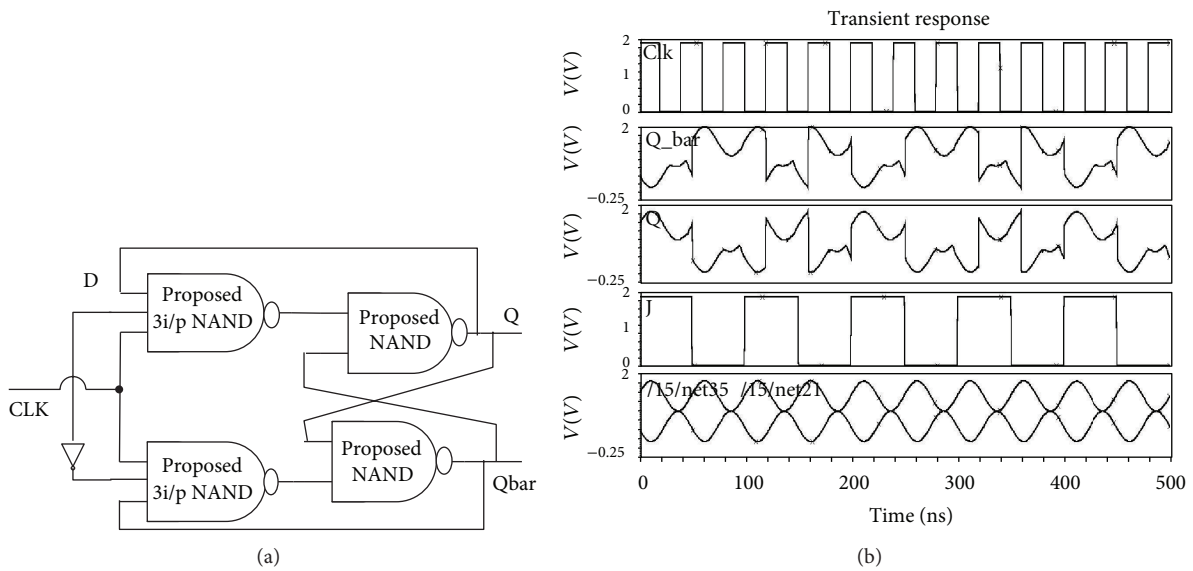 D
Proposed
3i/p NAND
Proposed
NAND
Q
CLK
Proposed
3i/p NAND
Proposed
NAND
Qbar
(a)
Transient response
V(V)
2
1
0
Clk
V(V)
2
−0.25
Q_bar
V(V)
2
−0.25
Q
V(V)
2
1
0
J
V(V)
2
−0.25
/15/net35 /15/net21
0 100 200 300 400 500
Time (ns)
(b)